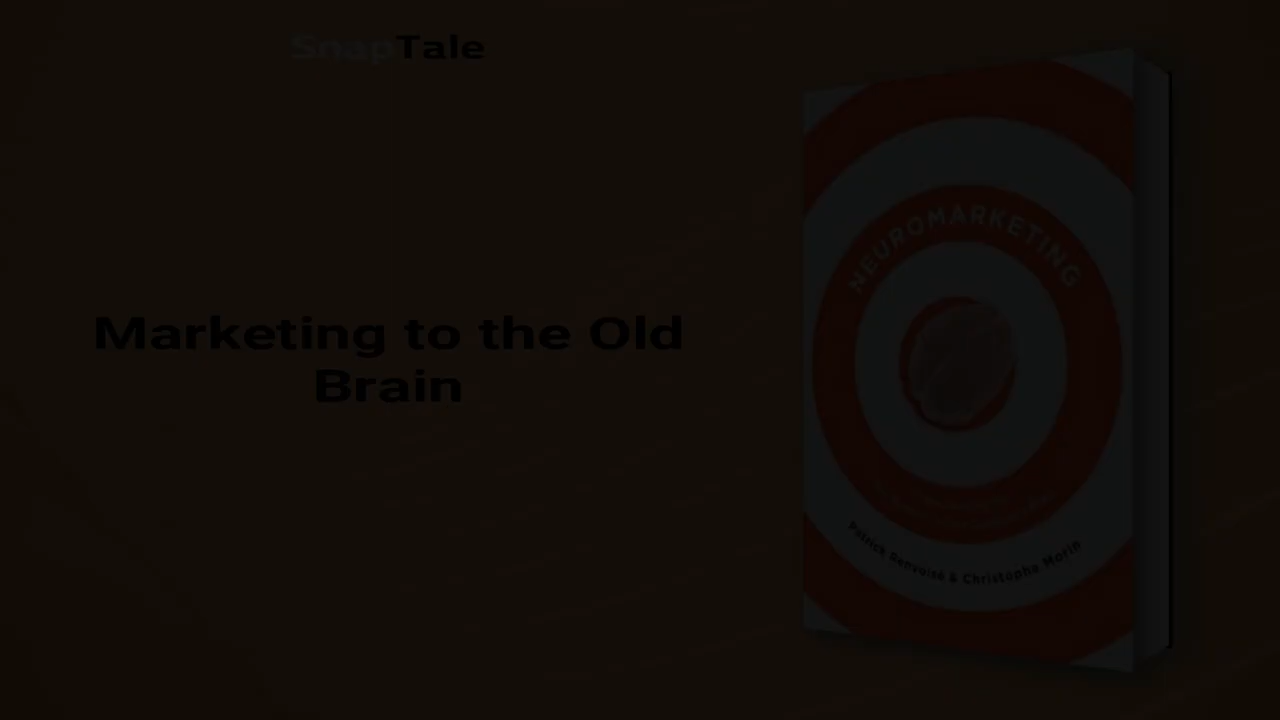 SnapTale
Marketing to the Old
Brain
NEUROMARKETING
Patrick Renvoisé & Christophe Morin